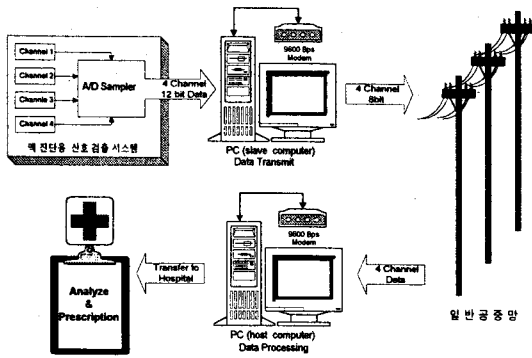 Channel 1
Channel 2
Channle 3
Channel 4
A/D Sampler
맥 진단용 신호 검출 시스템
4 Channel
12 bit Data
9600 Bps
Modem
PC (slave computer)
Data Transmit
4 Channel
8bit
일 반 공 중 망
4 Channel
Data
9600 Bps
Modem
PC (host computer)
Data Processing
Transfer to
Hospital
Analyze
&
Prescription